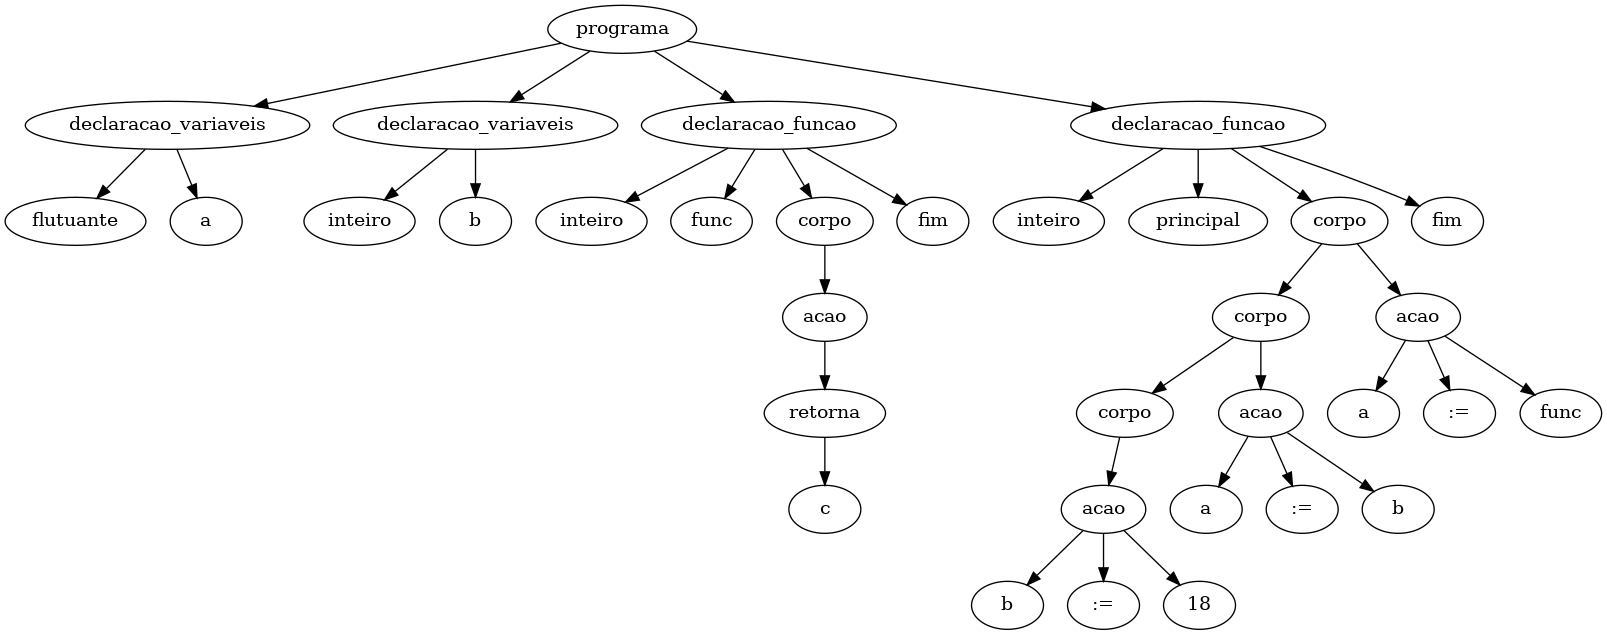 programa
declaracao_variaveis
declaracao_variaveis
declaracao_funcao
declaracao_funcao
flutuante
a
inteiro
b
inteiro
func
corpo
fim
inteiro
principal
corpo
fim
acao
corpo
acao
retorna
corpo
acao
a
:=
func
c
acao
a
:=
b
b
:=
18